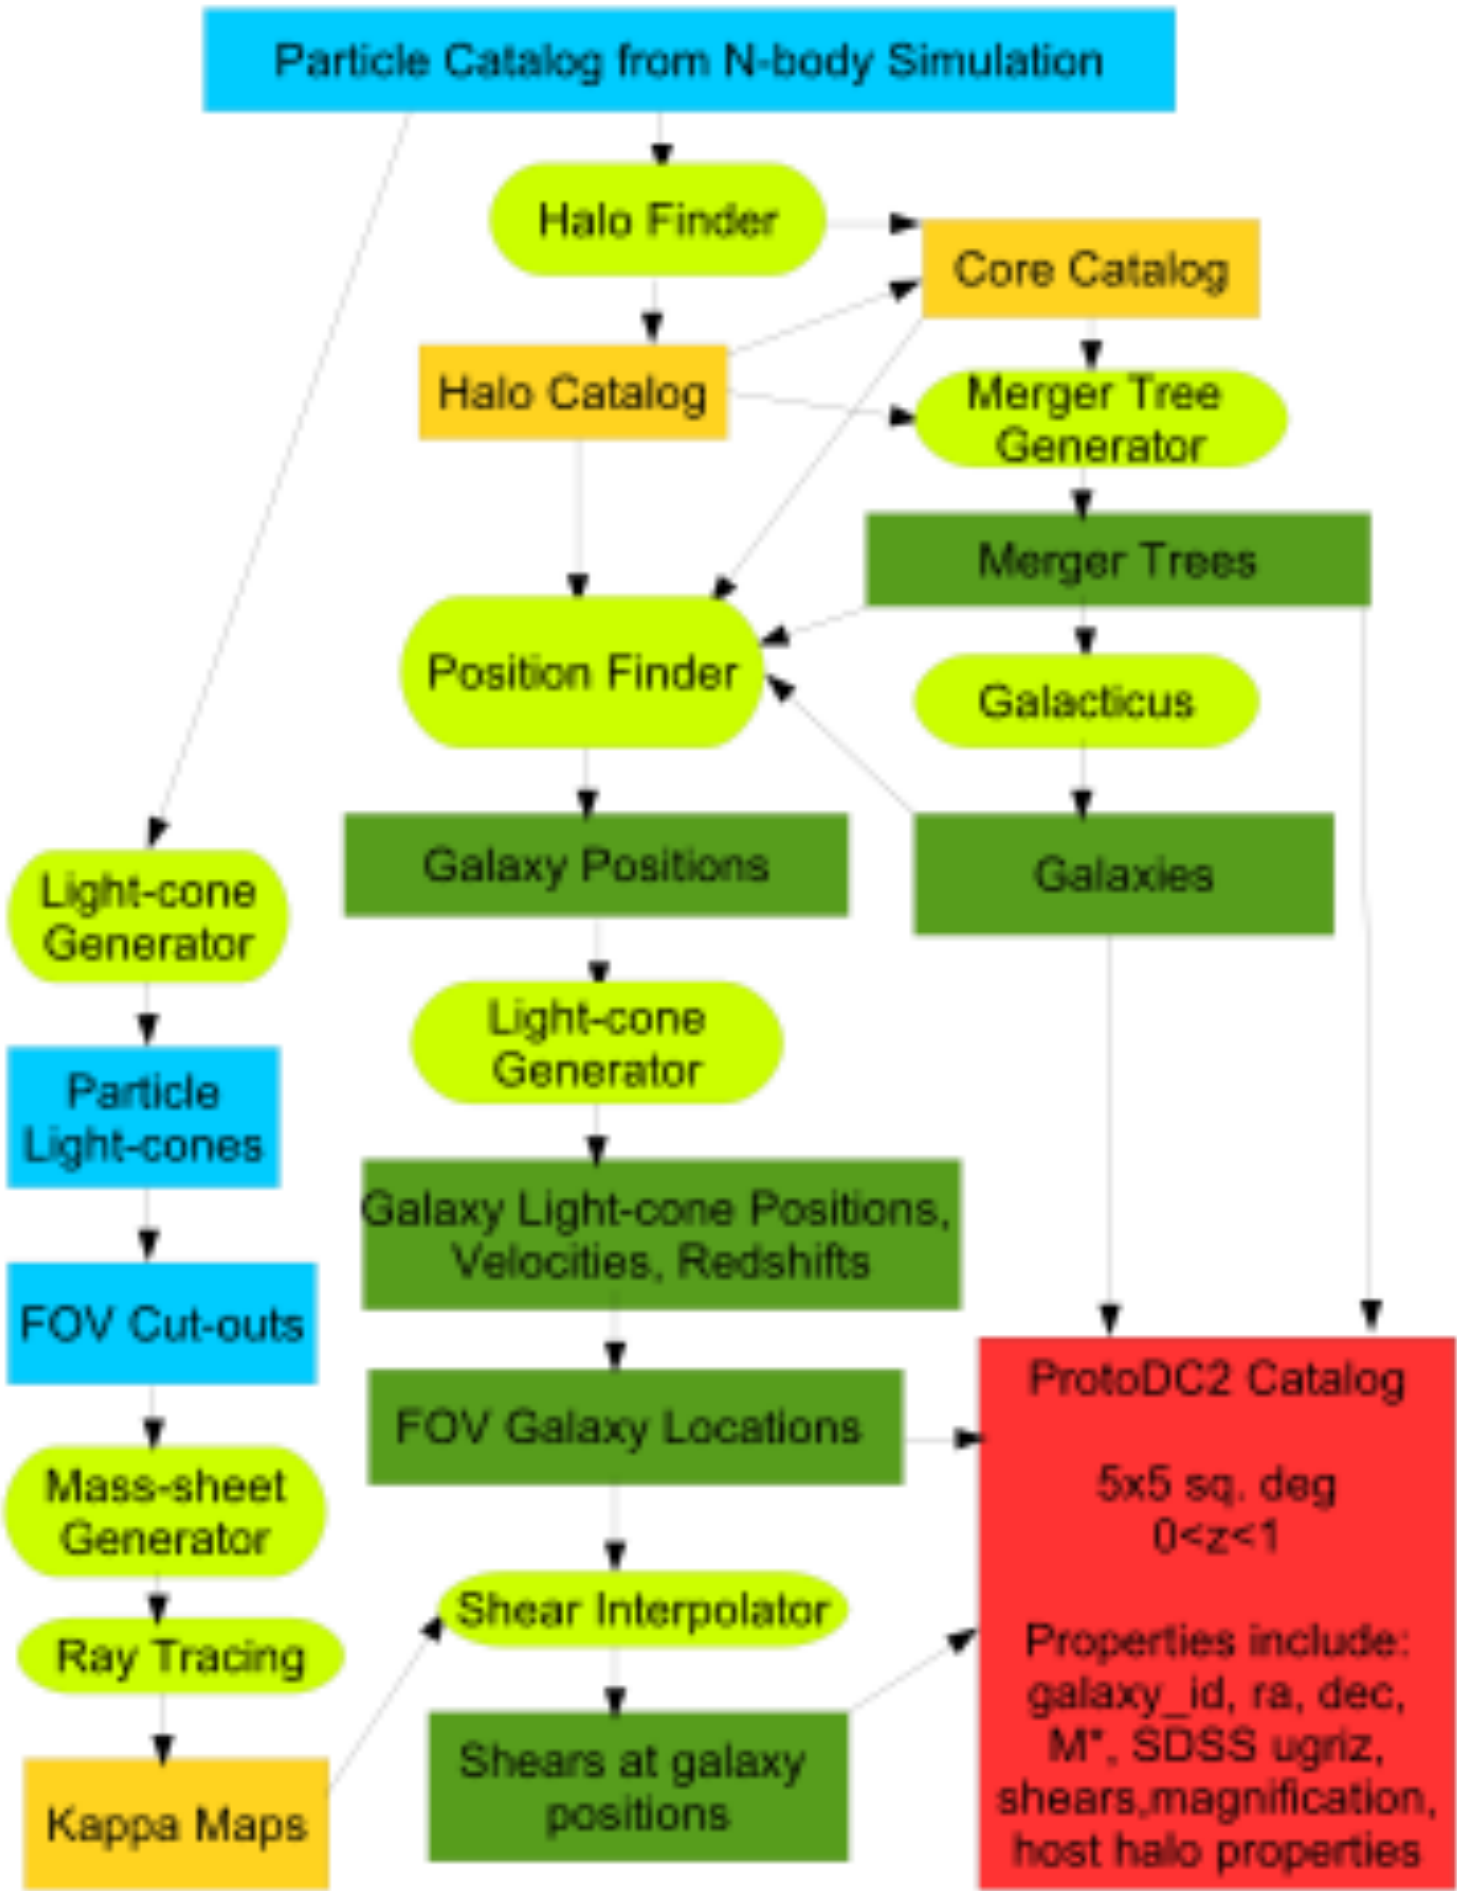 Particle Catalog from N-body Simulation
Halo Finder
Core Catalog
Halo Catalog
Merger Tree
Generator
Merger Trees
Position Finder
Galacticus
Galaxy Positions
Galaxies
Light-cone
Generator
Light-cone
Generator
Particle
Light-cones
Galaxy Light-cone Positions,
Velocities, Redshifts
FOV Cut-outs
FOV Galaxy Locations
Mass-sheet
Generator
Ray Tracing
Shear Interpolator
Kappa Maps
Shears at galaxy
positions
ProtoDC2 Catalog
5x5 sq. deg
0<z<1
Properties include:
galaxy_id, ra, dec,
M*, SDSS ugriz,
shears,magnification,
host halo properties